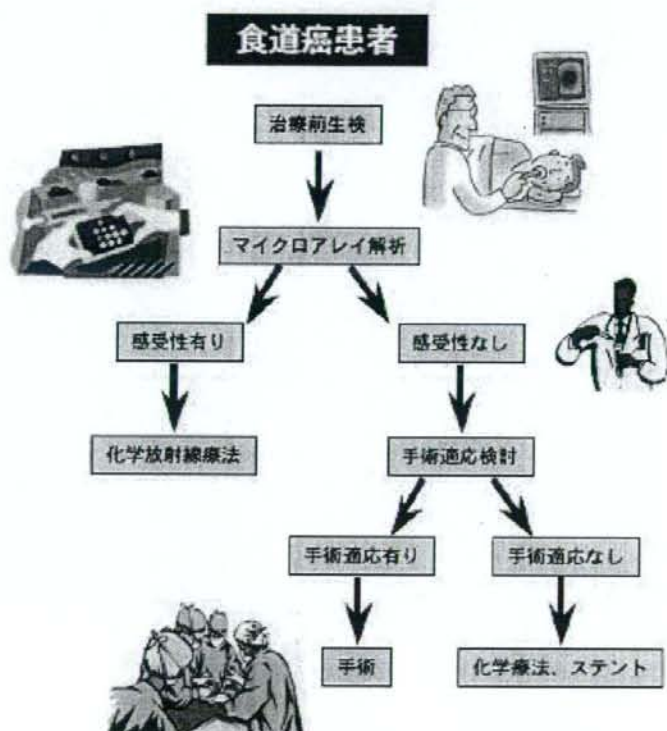 食道癌患者
治療前生検
マイクロアレイ解析
感受性有り
感受性なし
化学放射線療法
手術適応検討
手術適応有り
手術適応なし
手術
化学療法、ステント